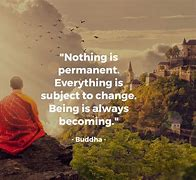 "Nothing is
permanent.
Everything is
subject to change.
Being is always
becoming."
- Buddha -